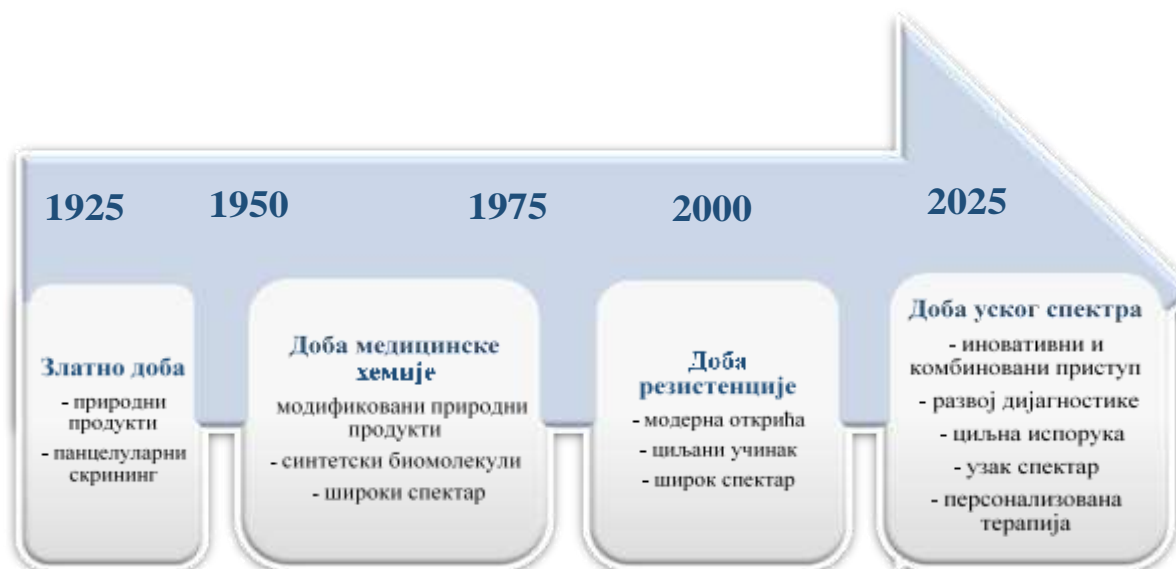 1925
1950
1975
2000
2025
Златно доба
- природни
продукти
- панцелуларни
скрининг
Доба медицинске
хемије
модификовани природни
продукти
- синтетски биомолекули
- широки спектар
Доба
резистенције
- модерна открића
- циљани учинак
- широк спектар
Доба уског спектра
- иновативни и
комбиновани приступ
- развој дијагностике
- циљна испорука
- узак спектар
- персонализована
терапија